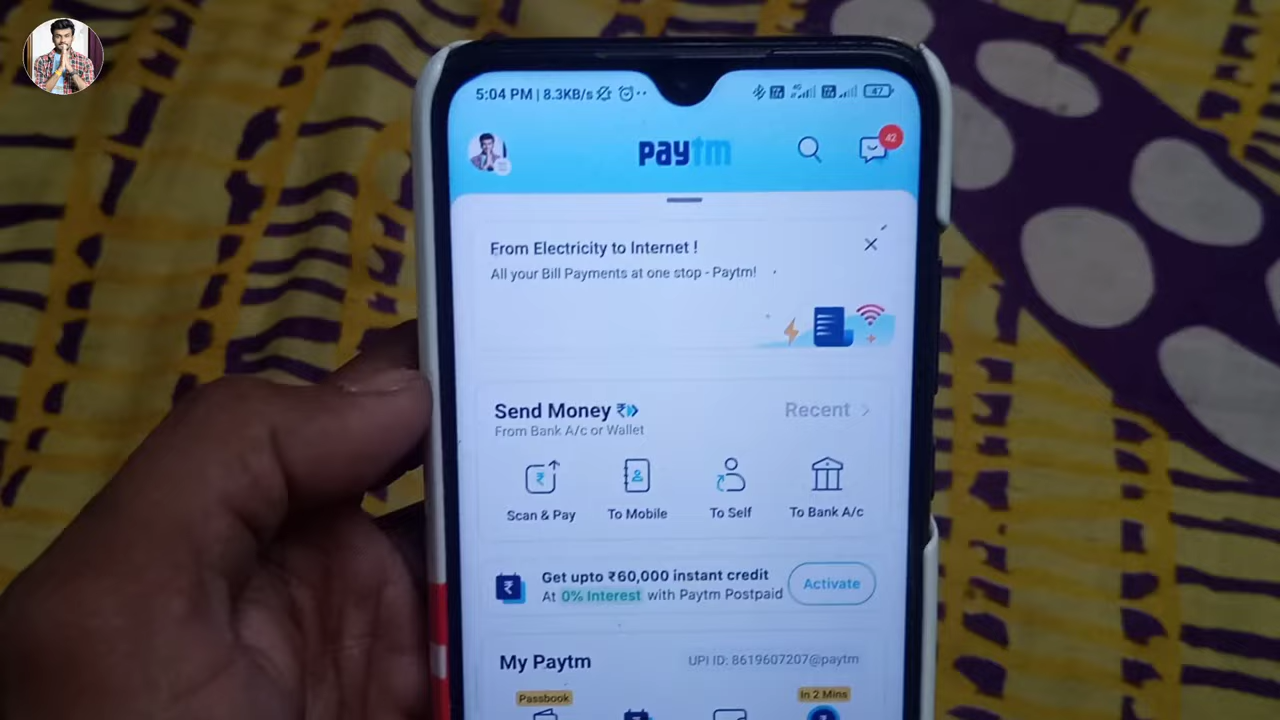 5:04 PM | 8.3KB/s
47
paytm
42
From Electricity to Internet !
All your Bill Payments at one stop - Paytm!
Send Money ₹
Recent >
From Bank A/c or Wallet
₹
Scan & Pay
To Mobile
To Self
To Bank A/c
₹
Get upto ₹60,000 instant credit
At 0% Interest with Paytm Postpaid
Activate
My Paytm
UPI ID: 8619607207@paytm
Passbook
In 2 Mins